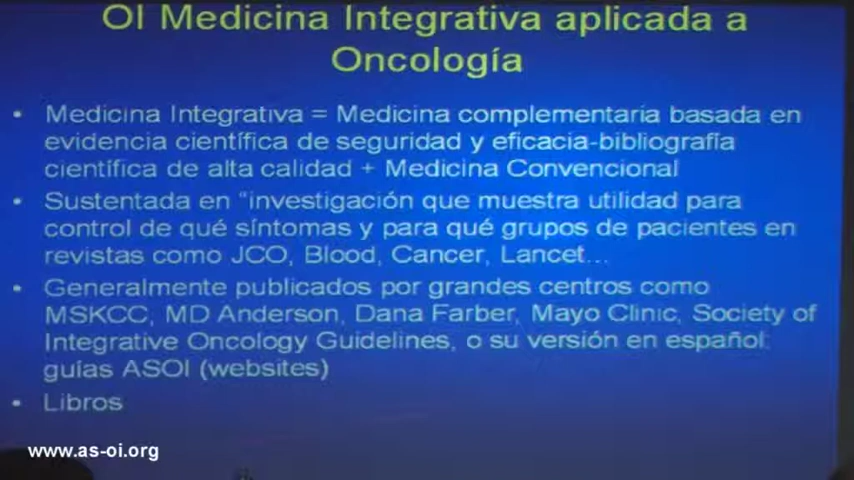 OI Medicina Integrativa aplicada a
Oncología
• Medicina Integrativa = Medicina complementaria basada en
evidencia científica de seguridad y eficacia-bibliografía
científica de alta calidad + Medicina Convencional
• Sustentada en “investigación que muestra utilidad para
control de qué síntomas y para qué grupos de pacientes en
revistas como JCO, Blood, Cancer, Lancet...
• Generalmente publicados por grandes centros como
MSKCC, MD Anderson, Dana Farber, Mayo Clinic, Society of
Integrative Oncology Guidelines, o su versión en español:
guías ASOI (websites)
• Libros
www.as-oi.org